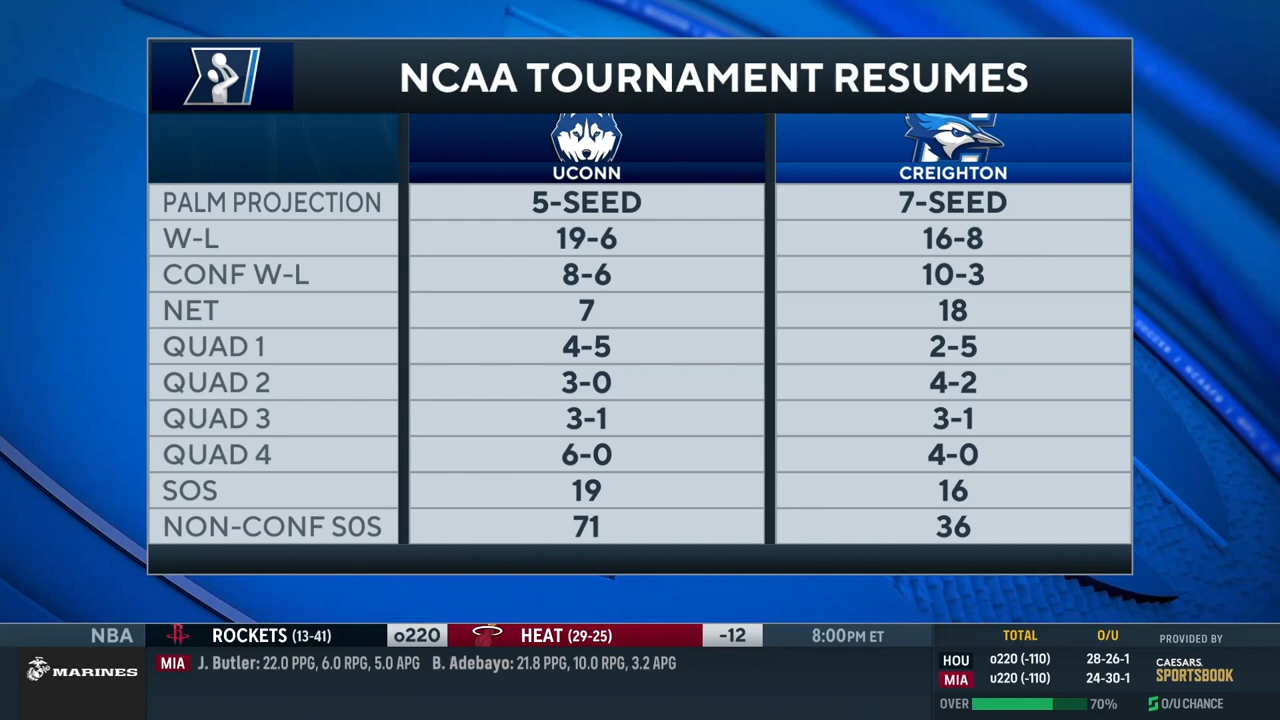 NCAA TOURNAMENT RESUMES
UCONN CREIGHTON
PALM PROJECTION 5-SEED 7-SEED
W-L 19-6 16-8
CONF W-L 8-6 10-3
NET 7 18
QUAD 1 4-5 2-5
QUAD 2 3-0 4-2
QUAD 3 3-1 3-1
QUAD 4 6-0 4-0
SOS 19 16
NON-CONF SOS 71 36
NBA ROCKETS (13-41) o220 HEAT (29-25) -12 8:00PM ET
MARINES
MIA J. Butler: 22.0 PPG, 6.0 RPG, 5.0 APG B. Adebayo: 21.8 PPG, 10.0 RPG, 3.2 APG
TOTAL O/U
HOU o220 (-110) 28-26-1
MIA u220 (-110) 24-30-1
OVER 70%
PROVIDED BY
CAESARS
SPORTSBOOK
O/U CHANCE